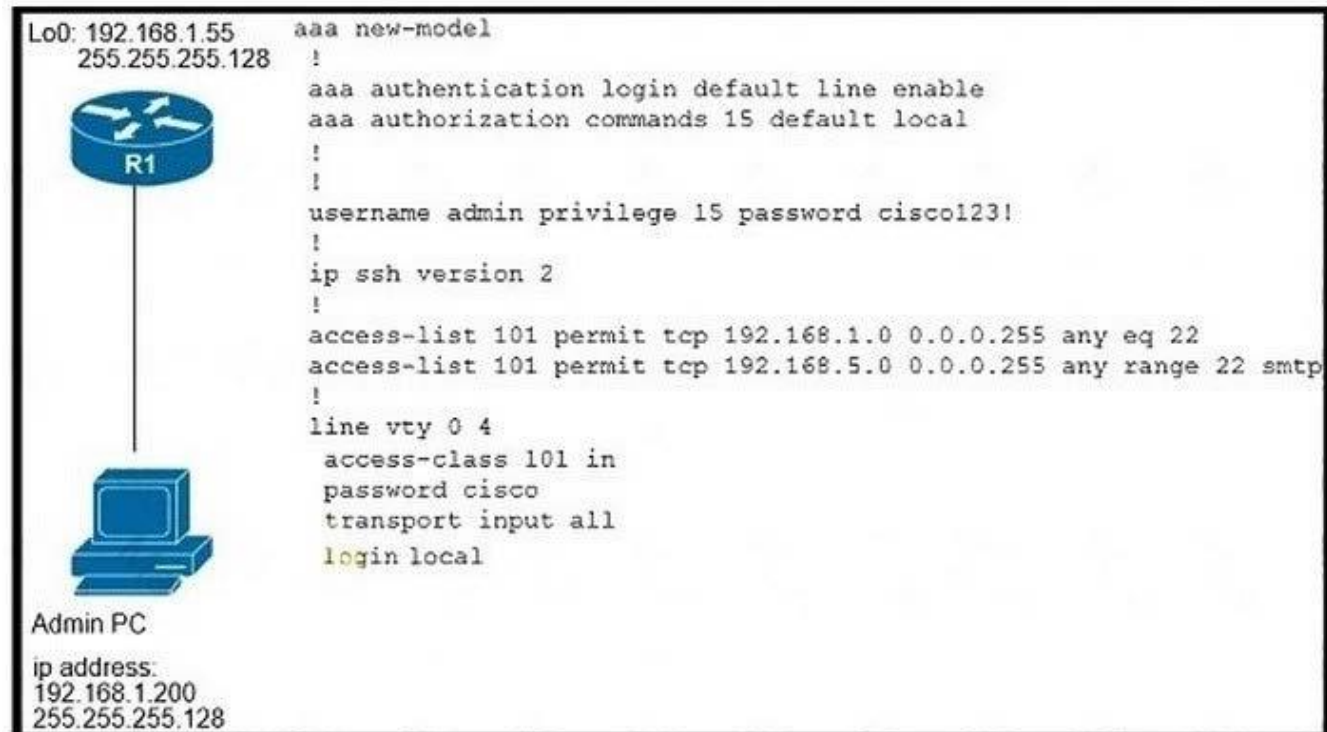 Lo0: 192.168.1.55
255.255.255.128
R1
Admin PC
ip address:
192.168.1.200
255.255.255.128
aaa new-model
!
aaa authentication login default line enable
aaa authorization commands 15 default local
!
!
username admin privilege 15 password cisco123!
!
ip ssh version 2
!
access-list 101 permit tcp 192.168.1.0 0.0.0.255 any eq 22
access-list 101 permit tcp 192.168.5.0 0.0.0.255 any range 22 smtp
!
line vty 0 4
access-class 101 in
password cisco
transport input all
login local